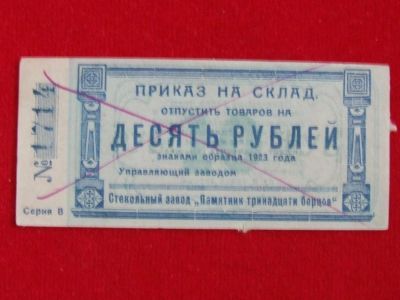 № 1714
ПРИКАЗ НА СКЛАД.
ОТПУСТИТЬ ТОВАРОВ НА
ДЕСЯТЬ РУБЛЕЙ
знаками образца 1923 года
Управляющий заводом
Стекольный завод „Памятник тринадцати борцов"
Серия В